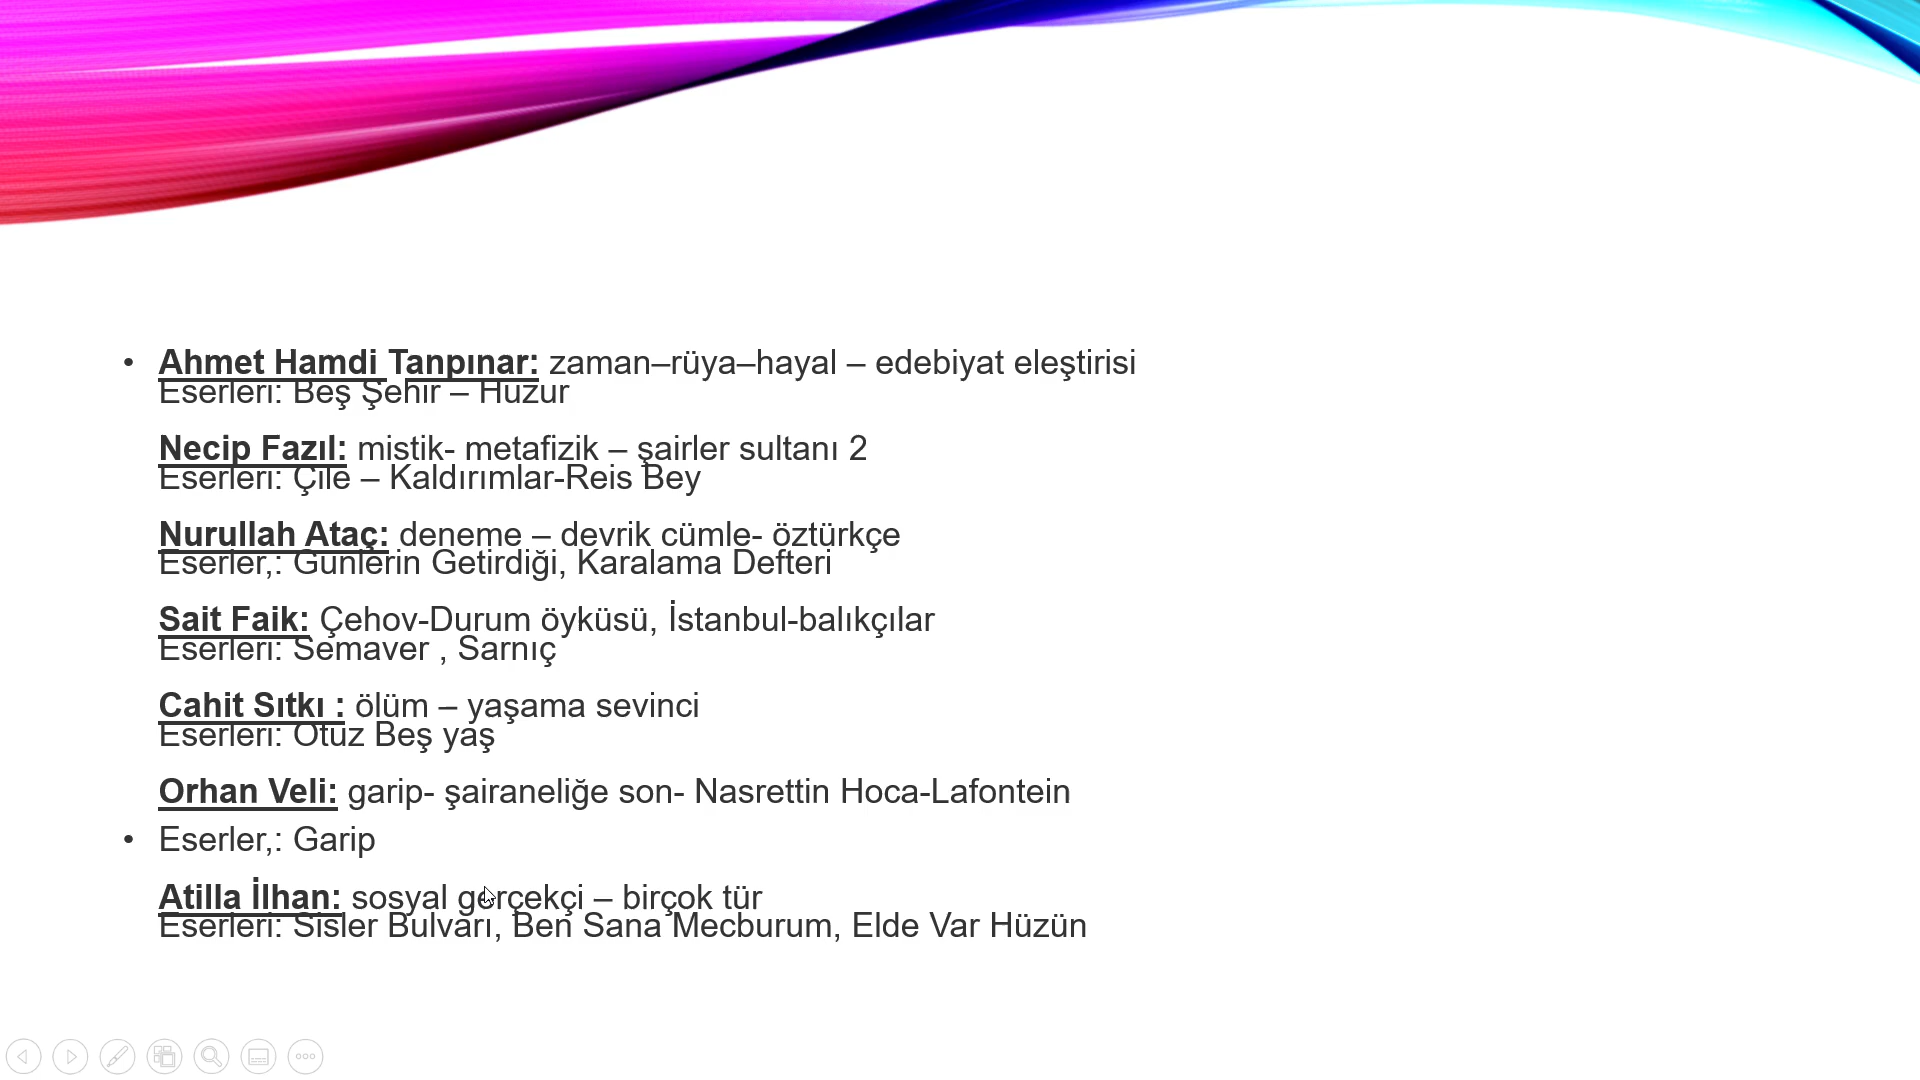 • Ahmet Hamdi Tanpınar: zaman–rüya–hayal – edebiyat eleştirisi
Eserleri: Beş Şehir – Huzur
Necip Fazıl: mistik- metafizik – şairler sultanı 2
Eserleri: Çile – Kaldırımlar-Reis Bey
Nurullah Ataç: deneme – devrik cümle- öztürkçe
Eserler,: Günlerin Getirdiği, Karalama Defteri
Sait Faik: Çehov-Durum öyküsü, İstanbul-balıkçılar
Eserleri: Semaver , Sarnıç
Cahit Sıtkı : ölüm – yaşama sevinci
Eserleri: Otuz Beş yaş
Orhan Veli: garip- şairaneliğe son- Nasrettin Hoca-Lafontein
• Eserler,: Garip
Atilla İlhan: sosyal gerçekçi – birçok tür
Eserleri: Sisler Bulvarı, Ben Sana Mecburum, Elde Var Hüzün